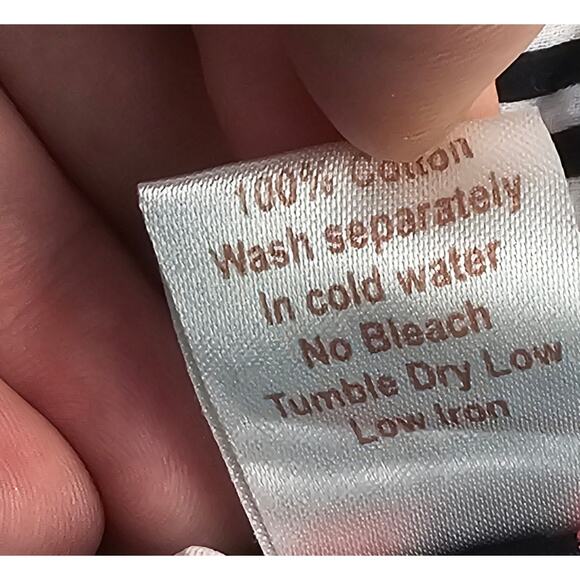 100% Cotton
Wash separately
In cold water
No Bleach
Tumble Dry Low
Low Iron